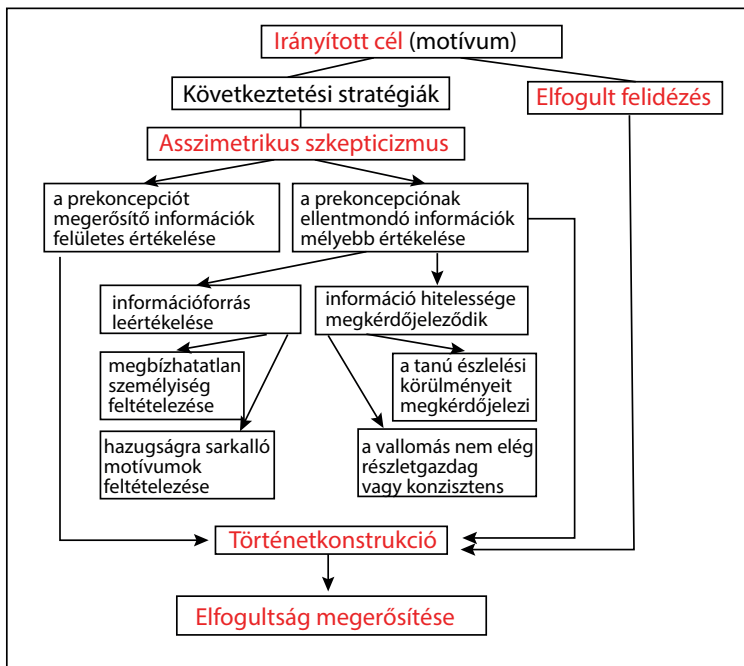 Irányított cél (motívum)
Következtetési stratégiák
Elfogult felidézés
Asszimetrikus szkepticizmus
a prekoncepciót
megerősítő információk
felületes értékelése
a prekoncepciónak
ellentmondó információk
mélyebb értékelése
információforrás
leértékelése
információ hitelessége
megkérdőjeleződik
megbízhatatlan
személyiség
feltételezése
a tanú észlelési
körülményeit
megkérdőjelezi
hazugságra sarkalló
motívumok
feltételezése
a vallomás nem elég
részletgazdag
vagy konzisztens
Történetkonstrukció
Elfogultság megerősítése